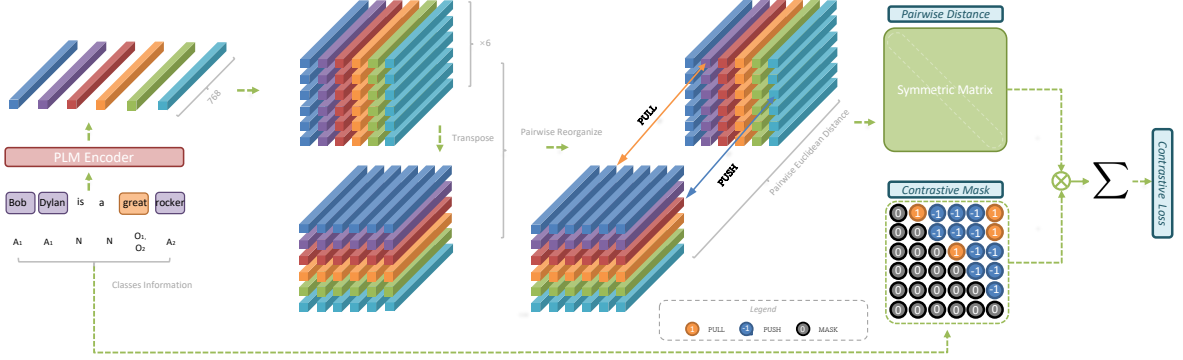 768
PLM Encoder
Bob Dylan is a great rocker
A1 A1 N N O1, O2 A2
Classes Information
×6
Transpose
Pairwise Reorganize
PULL
PUSH
Pairwise Euclidean Distance
Pairwise Distance
Symmetric Matrix
Contrastive Mask
0 1 -1 -1 -1 1
0 0 -1 -1 -1 1
0 0 0 1 -1 -1
0 0 0 0 -1 -1
0 0 0 0 0 -1
0 0 0 0 0 0
Σ
Contrastive Loss
Legend
1 PULL -1 PUSH 0 MASK